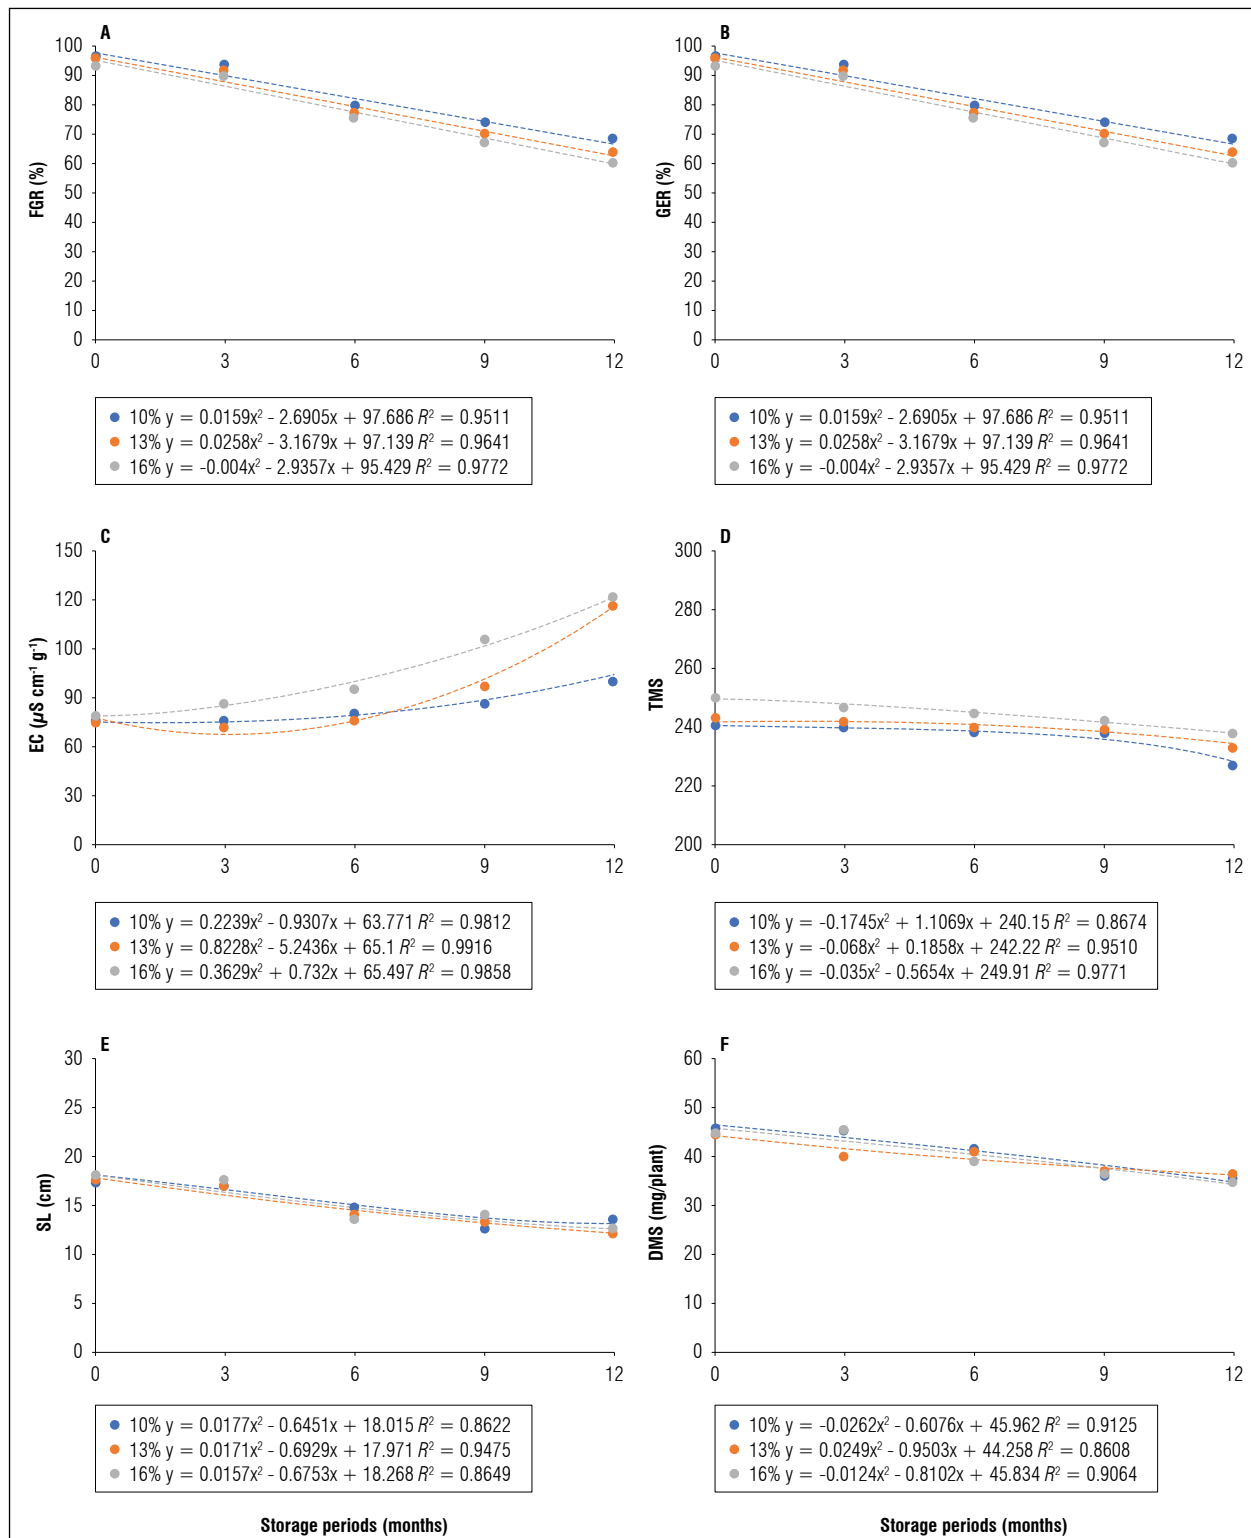 A
100
90
80
70
60
50
40
30
20
10
0
FGR (%)
0 3 6 9 12
10% y = 0.0159x² - 2.6905x + 97.686 R² = 0.9511
13% y = 0.0258x² - 3.1679x + 97.139 R² = 0.9641
16% y = -0.004x² - 2.9357x + 95.429 R² = 0.9772
B
100
90
80
70
60
50
40
30
20
10
0
GER (%)
0 3 6 9 12
10% y = 0.0159x² - 2.6905x + 97.686 R² = 0.9511
13% y = 0.0258x² - 3.1679x + 97.139 R² = 0.9641
16% y = -0.004x² - 2.9357x + 95.429 R² = 0.9772
C
150
120
100
90
60
30
0
EC (µS cm⁻¹ g⁻¹)
0 3 6 9 12
10% y = 0.2239x² - 0.9307x + 63.771 R² = 0.9812
13% y = 0.8228x² - 5.2436x + 65.1 R² = 0.9916
16% y = 0.3629x² + 0.732x + 65.497 R² = 0.9858
D
300
280
260
240
220
200
TMS
0 3 6 9 12
10% y = -0.1745x² + 1.1069x + 240.15 R² = 0.8674
13% y = -0.068x² + 0.1858x + 242.22 R² = 0.9510
16% y = -0.035x² - 0.5654x + 249.91 R² = 0.9771
E
30
25
20
15
10
5
0
SL (cm)
0 3 6 9 12
10% y = 0.0177x² - 0.6451x + 18.015 R² = 0.8622
13% y = 0.0171x² - 0.6929x + 17.971 R² = 0.9475
16% y = 0.0157x² - 0.6753x + 18.268 R² = 0.8649
Storage periods (months)
F
60
50
40
30
20
10
0
DMS (mg/plant)
0 3 6 9 12
10% y = -0.0262x² - 0.6076x + 45.962 R² = 0.9125
13% y = 0.0249x² - 0.9503x + 44.258 R² = 0.8608
16% y = -0.0124x² - 0.8102x + 45.834 R² = 0.9064
Storage periods (months)